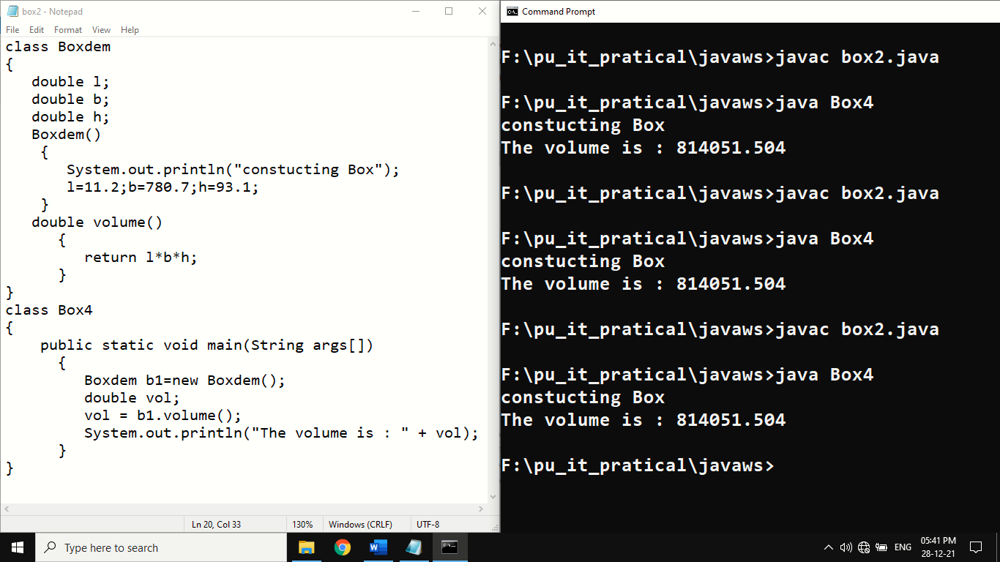 box2 - Notepad
File Edit Format View Help
class Boxdem
{
   double l;
   double b;
   double h;
   Boxdem()
    {
       System.out.println("constucting Box");
       l=11.2;b=780.7;h=93.1;
    }
   double volume()
      {
         return l*b*h;
      }
}
class Box4
{
    public static void main(String args[])
      {
         Boxdem b1=new Boxdem();
         double vol;
         vol = b1.volume();
         System.out.println("The volume is : " + vol);
      }
}
Ln 20, Col 33 130% Windows (CRLF) UTF-8
Command Prompt
F:\pu_it_pratical\javaws>javac box2.java
F:\pu_it_pratical\javaws>java Box4
constucting Box
The volume is : 814051.504
F:\pu_it_pratical\javaws>javac box2.java
F:\pu_it_pratical\javaws>java Box4
constucting Box
The volume is : 814051.504
F:\pu_it_pratical\javaws>javac box2.java
F:\pu_it_pratical\javaws>java Box4
constucting Box
The volume is : 814051.504
F:\pu_it_pratical\javaws>
Type here to search
ENG
05:41 PM
28-12-21